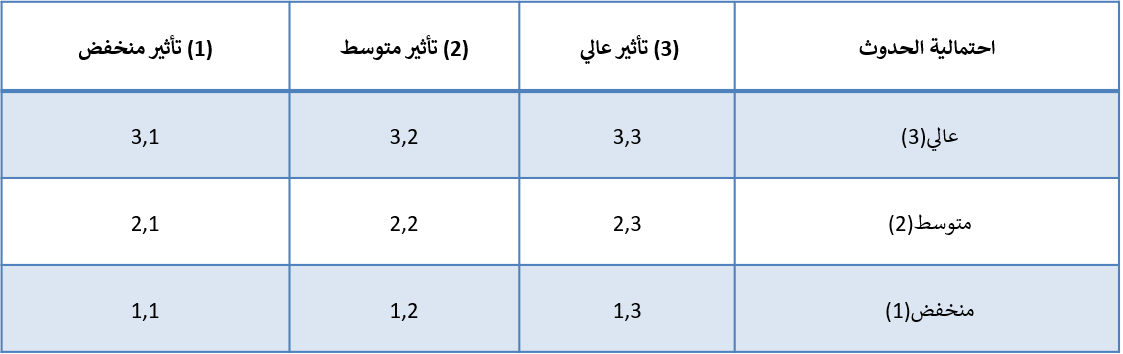 احتمالية الحدوث (3) تأثير عالي (2) تأثير متوسط (1) تأثير منخفض
عالي(3) 3,3 3,2 3,1
متوسط(2) 2,3 2,2 2,1
منخفض(1) 1,3 1,2 1,1